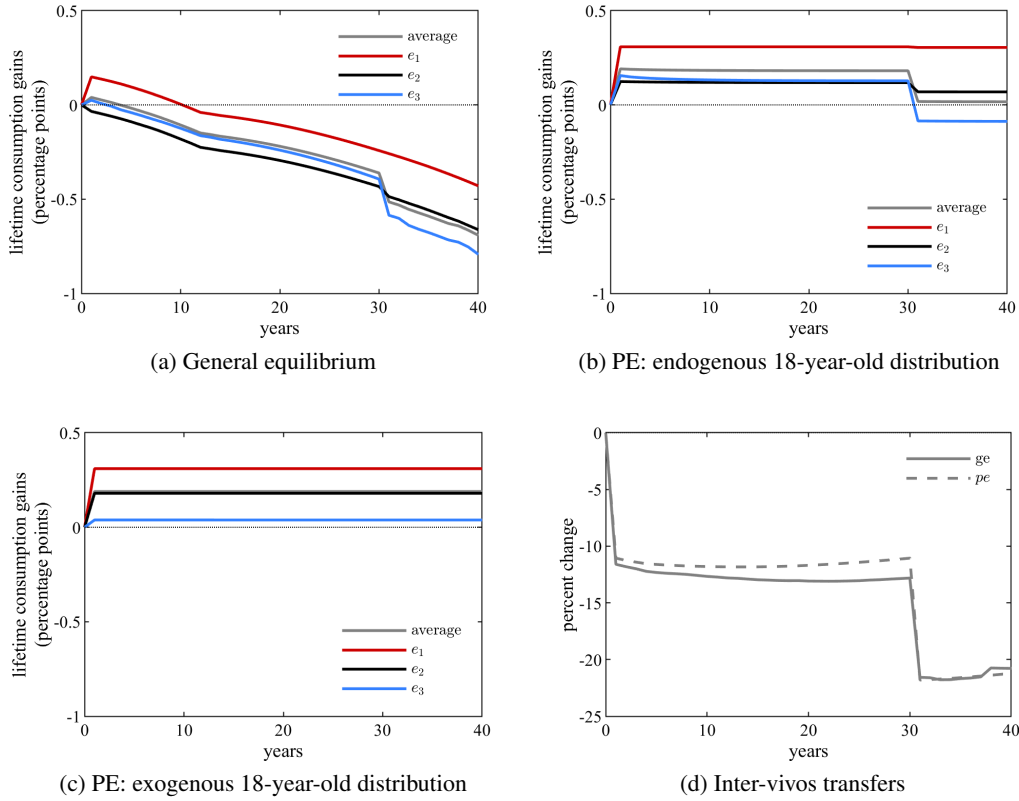 lifetime consumption gains
(percentage points)
0.5
0
-0.5
-1
0
10
20
30
40
years
average
e₁
e₂
e₃
(a) General equilibrium
lifetime consumption gains
(percentage points)
0.5
0
-0.5
-1
0
10
20
30
40
years
average
e₁
e₂
e₃
(b) PE: endogenous 18-year-old distribution
lifetime consumption gains
(percentage points)
0.5
0
-0.5
-1
0
10
20
30
40
years
average
e₁
e₂
e₃
(c) PE: exogenous 18-year-old distribution
percent change
0
-5
-10
-15
-20
-25
0
10
20
30
40
years
ge
pe
(d) Inter-vivos transfers